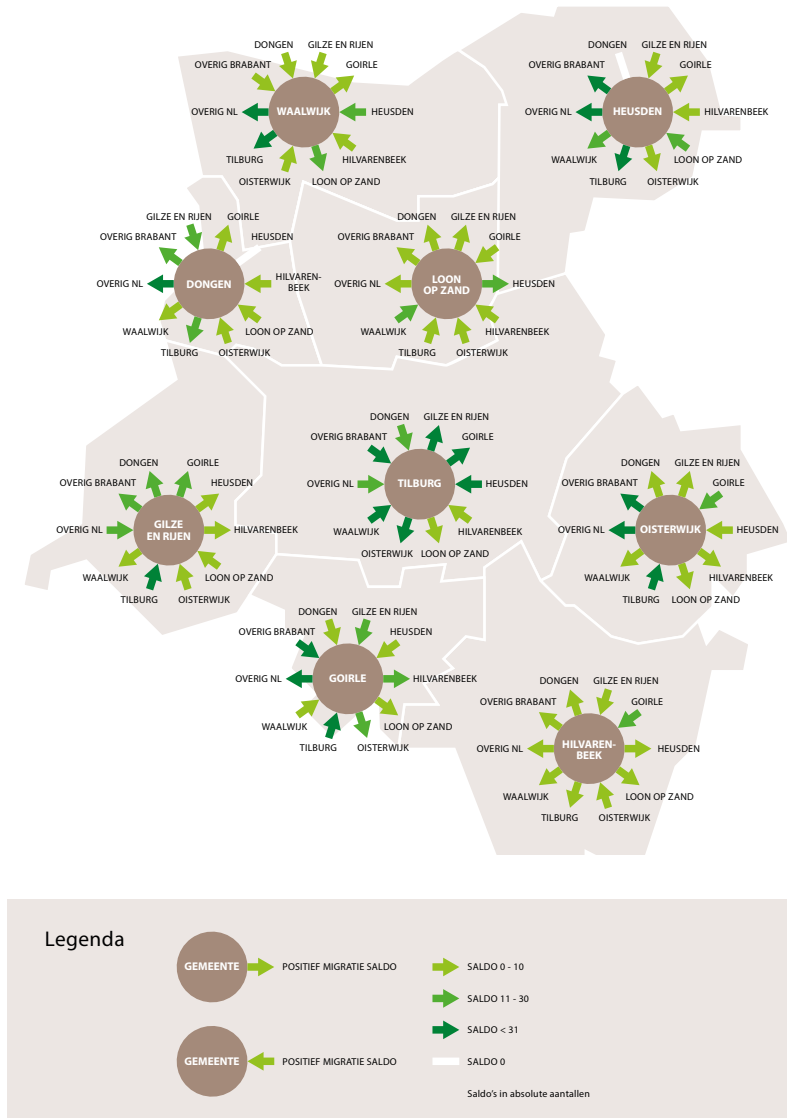 DONGEN
GILZE EN RIJEN
OVERIG BRABANT
GOIRLE
OVERIG NL
WAALWIJK
HEUSDEN
TILBURG
HILVARENBEEK
OISTERWIJK
LOON OP ZAND
DONGEN
GILZE EN RIJEN
OVERIG BRABANT
GOIRLE
OVERIG NL
HEUSDEN
HILVARENBEEK
WAALWIJK
LOON OP ZAND
TILBURG
OISTERWIJK
GILZE EN RIJEN
GOIRLE
OVERIG BRABANT
HEUSDEN
OVERIG NL
DONGEN
HILVAREN-
BEEK
WAALWIJK
LOON OP ZAND
TILBURG
OISTERWIJK
DONGEN
GILZE EN RIJEN
OVERIG BRABANT
GOIRLE
OVERIG NL
LOON
OP ZAND
HEUSDEN
WAALWIJK
HILVARENBEEK
TILBURG
OISTERWIJK
DONGEN
GILZE EN RIJEN
OVERIG BRABANT
GOIRLE
OVERIG NL
TILBURG
HEUSDEN
WAALWIJK
HILVARENBEEK
OISTERWIJK
LOON OP ZAND
DONGEN
GOIRLE
OVERIG BRABANT
HEUSDEN
OVERIG NL
GILZE
EN RIJEN
HILVARENBEEK
WAALWIJK
LOON OP ZAND
TILBURG
OISTERWIJK
DONGEN
GILZE EN RIJEN
OVERIG BRABANT
GOIRLE
OVERIG NL
OISTERWIJK
HEUSDEN
WAALWIJK
HILVARENBEEK
TILBURG
LOON OP ZAND
DONGEN
GILZE EN RIJEN
OVERIG BRABANT
HEUSDEN
OVERIG NL
GOIRLE
HILVARENBEEK
WAALWIJK
LOON OP ZAND
TILBURG
OISTERWIJK
DONGEN
GILZE EN RIJEN
OVERIG BRABANT
GOIRLE
OVERIG NL
HILVAREN-
BEEK
HEUSDEN
WAALWIJK
LOON OP ZAND
TILBURG
OISTERWIJK
Legenda
GEMEENTE
POSITIEF MIGRATIE SALDO
GEMEENTE
POSITIEF MIGRATIE SALDO
SALDO 0 - 10
SALDO 11 - 30
SALDO < 31
SALDO 0
Saldo's in absolute aantallen